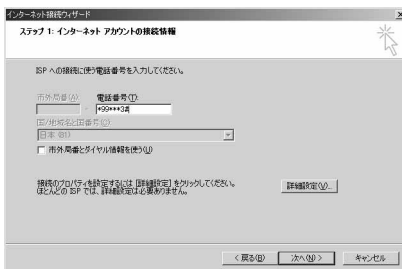 インターネット接続ウィザード
ステップ 1: インターネット アカウントの接続情報
ISP への接続に使う電話番号を入力してください。
市外局番(A): 電話番号(T):
- *99***3#
国/地域名と国番号(O):
日本 (81)
市外局番とダイヤル情報を使う(U)
接続のプロパティを設定するには [詳細設定] をクリックしてください。
ほとんどの ISP では、詳細設定は必要ありません。
詳細設定(V)...
< 戻る(B) 次へ(N) > キャンセル